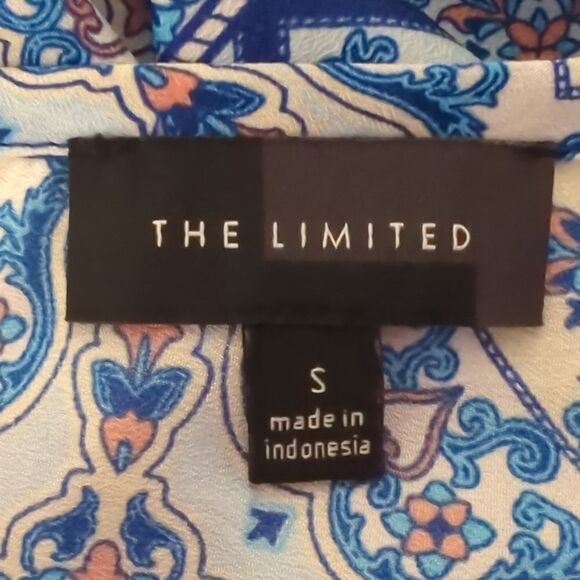 THE LIMITED
S
made in
indonesia